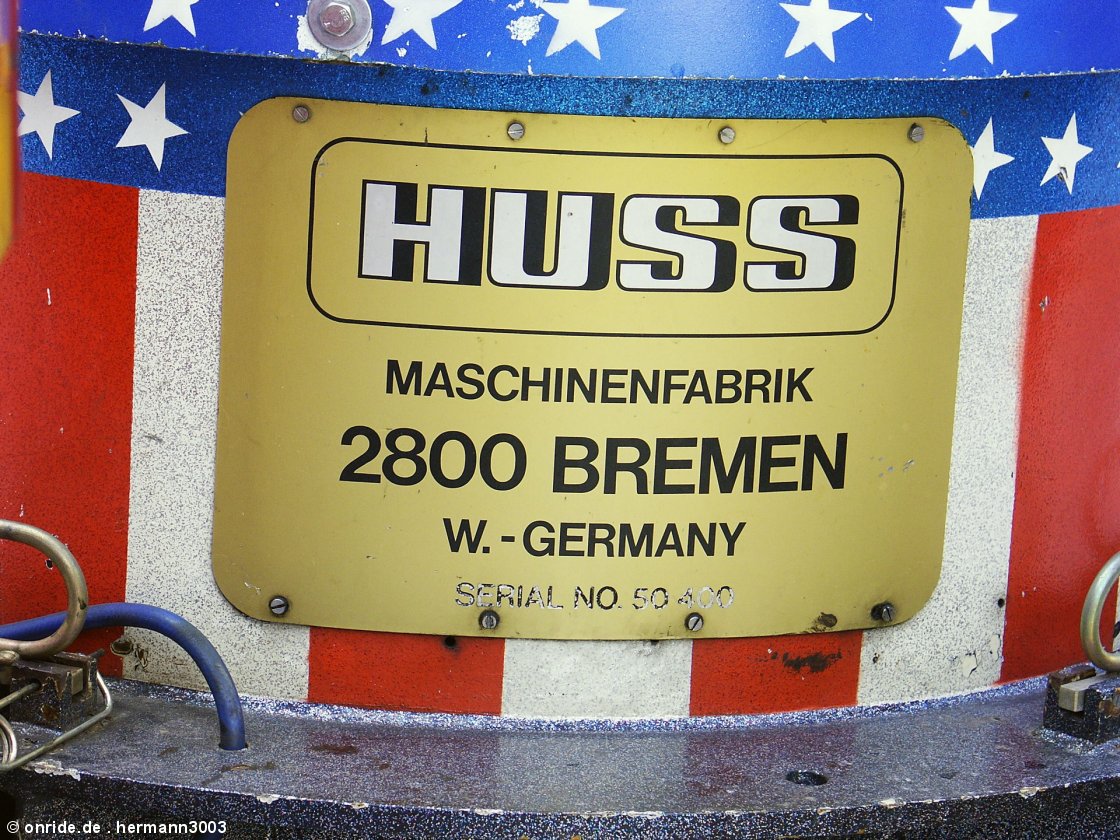 HUSS
MASCHINENFABRIK
2800 BREMEN
W.-GERMANY
SERIAL NO. 50 400
© onride.de . hermann3003